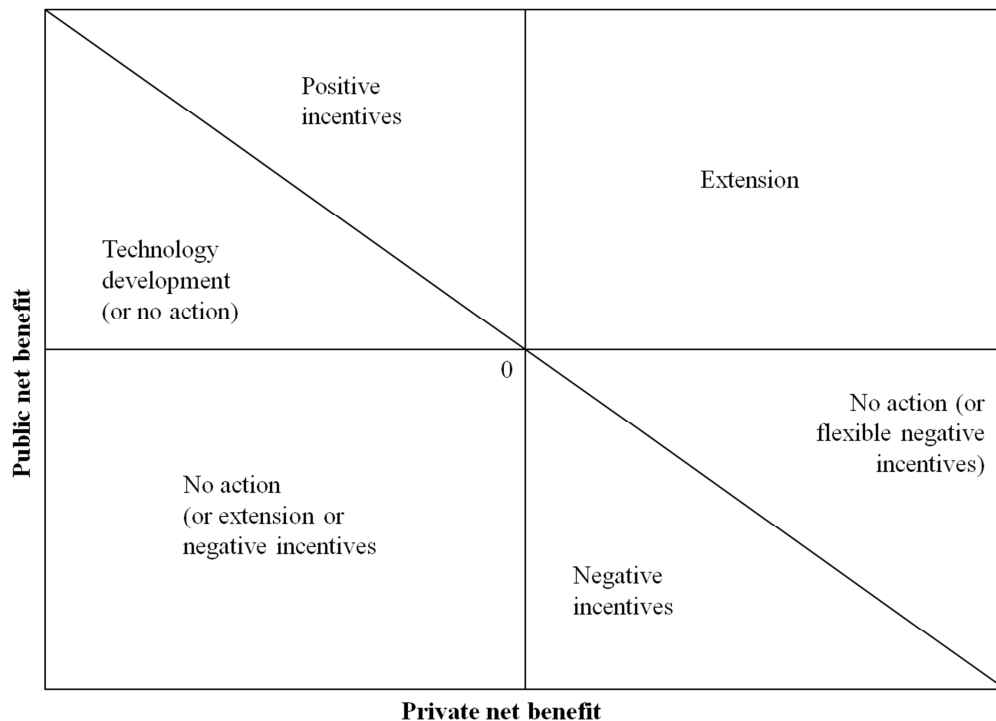 Positive
incentives
Extension
Technology
development
(or no action)
Public net benefit
0
No action (or
flexible negative
incentives)
No action
(or extension or
negative incentives
Negative
incentives
Private net benefit